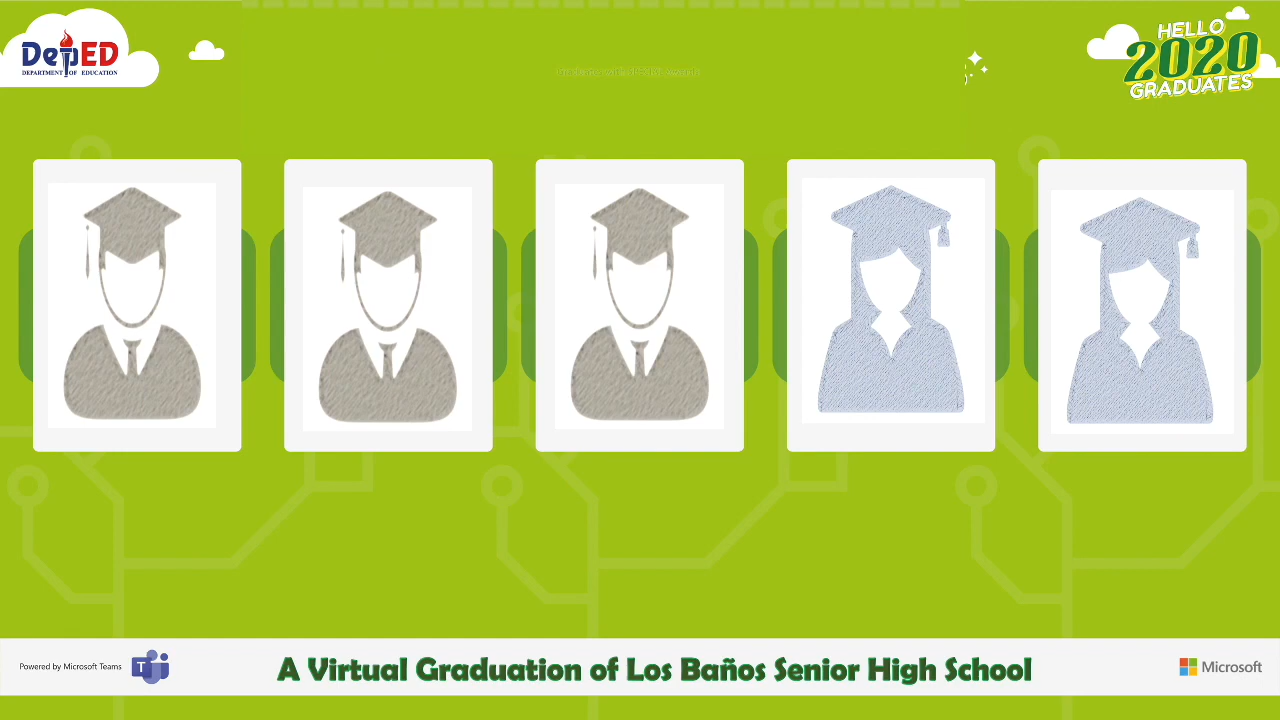 DepED
DEPARTMENT OF EDUCATION
HELLO
2020
GRADUATES
Powered by Microsoft Teams
T
A Virtual Graduation of Los Baños Senior High School
Microsoft